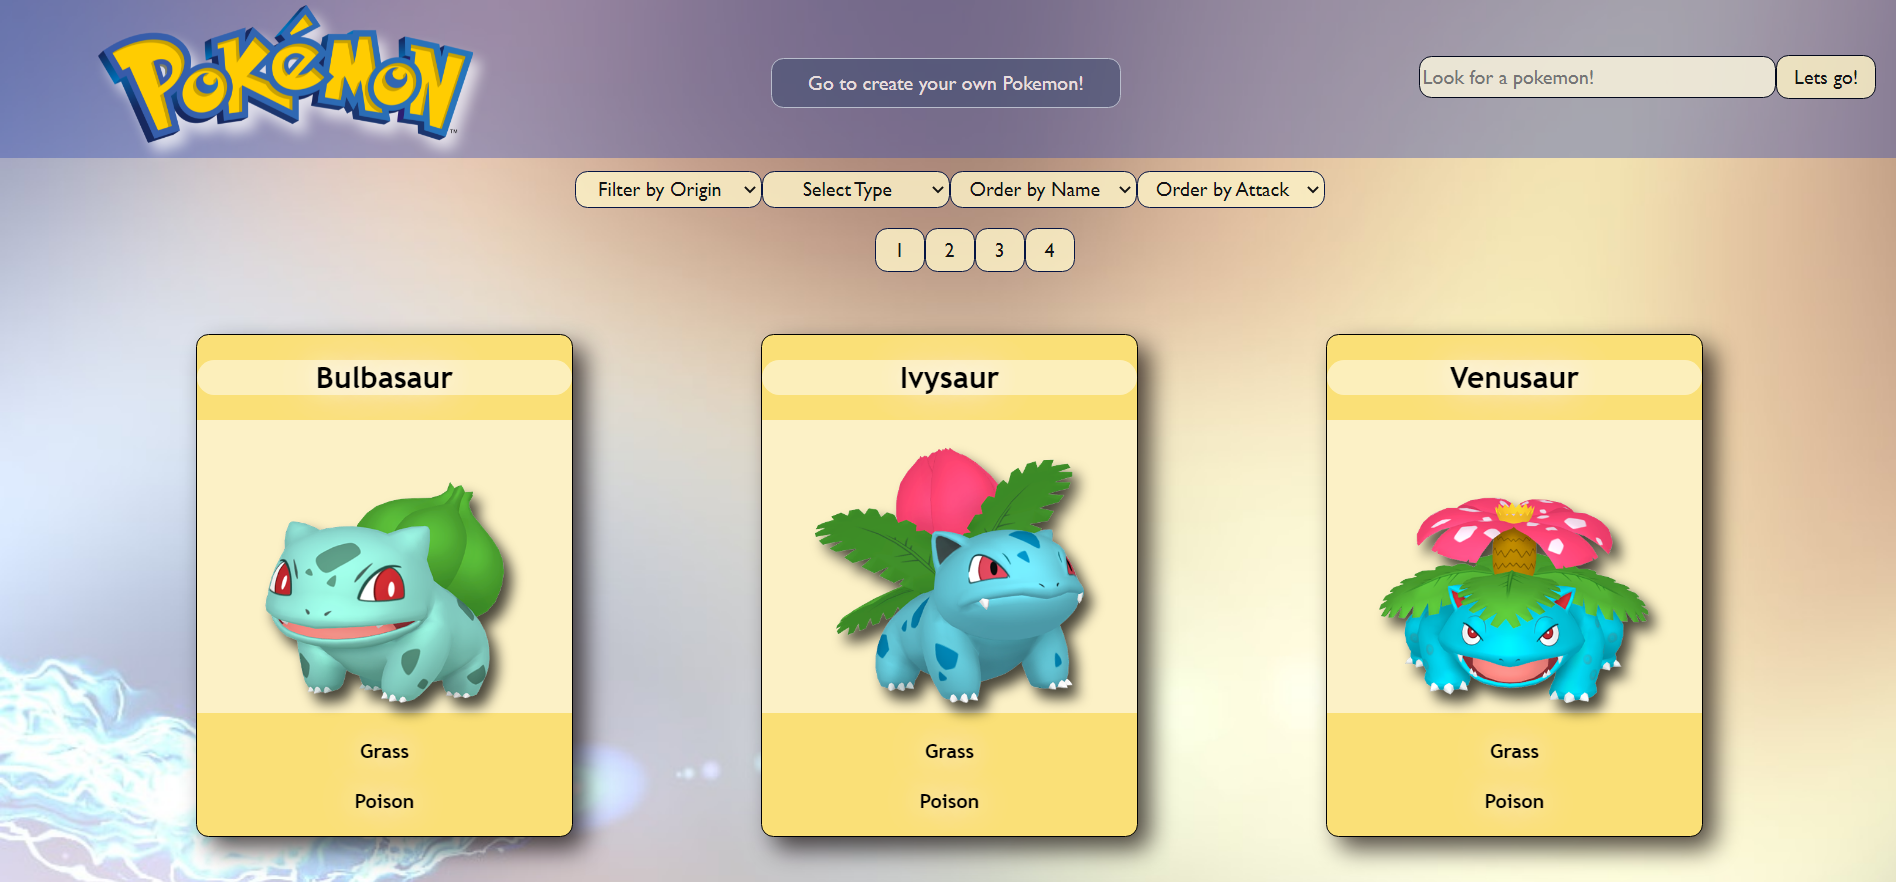 Pokémon
TM
Go to create your own Pokemon!
Look for a pokemon!
Lets go!
Filter by Origin
Select Type
Order by Name
Order by Attack
1
2
3
4
Bulbasaur
Ivysaur
Venusaur
Grass
Grass
Grass
Poison
Poison
Poison